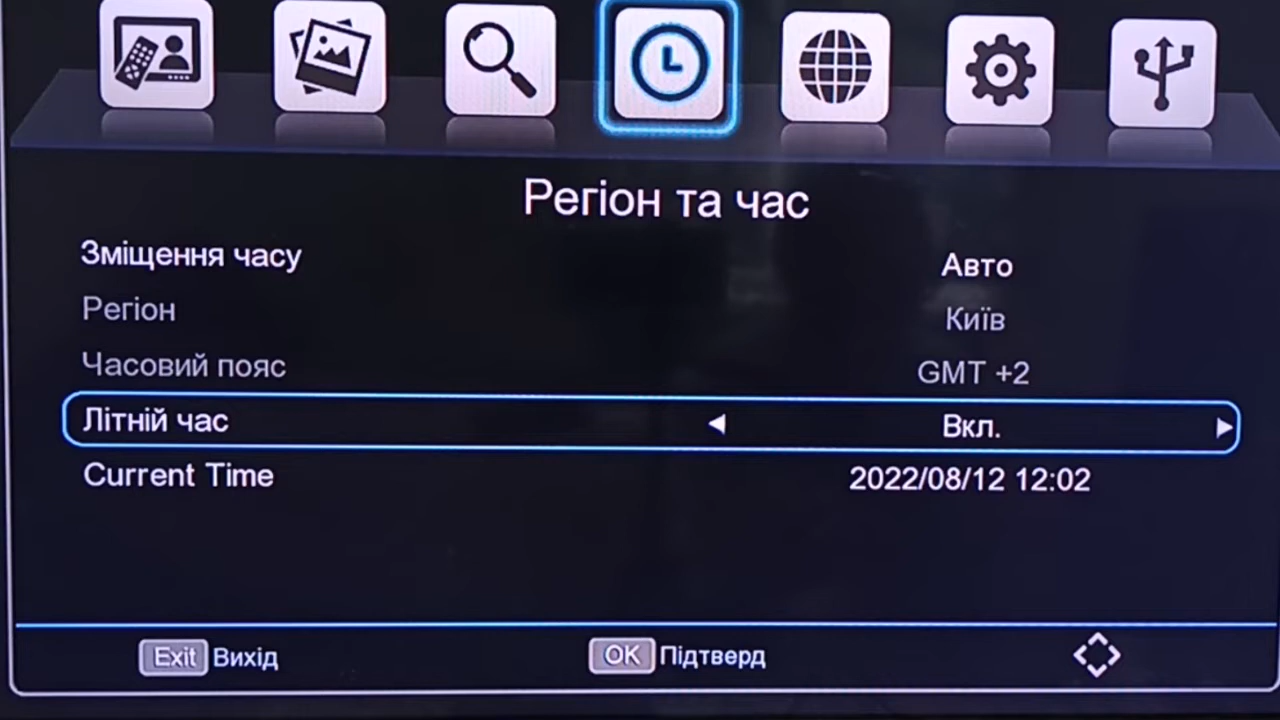 Регіон та час
Зміщення часу Авто
Регіон Київ
Часовий пояс GMT +2
Літній час Вкл.
Current Time 2022/08/12 12:02
Exit Вихід OK Підтверд